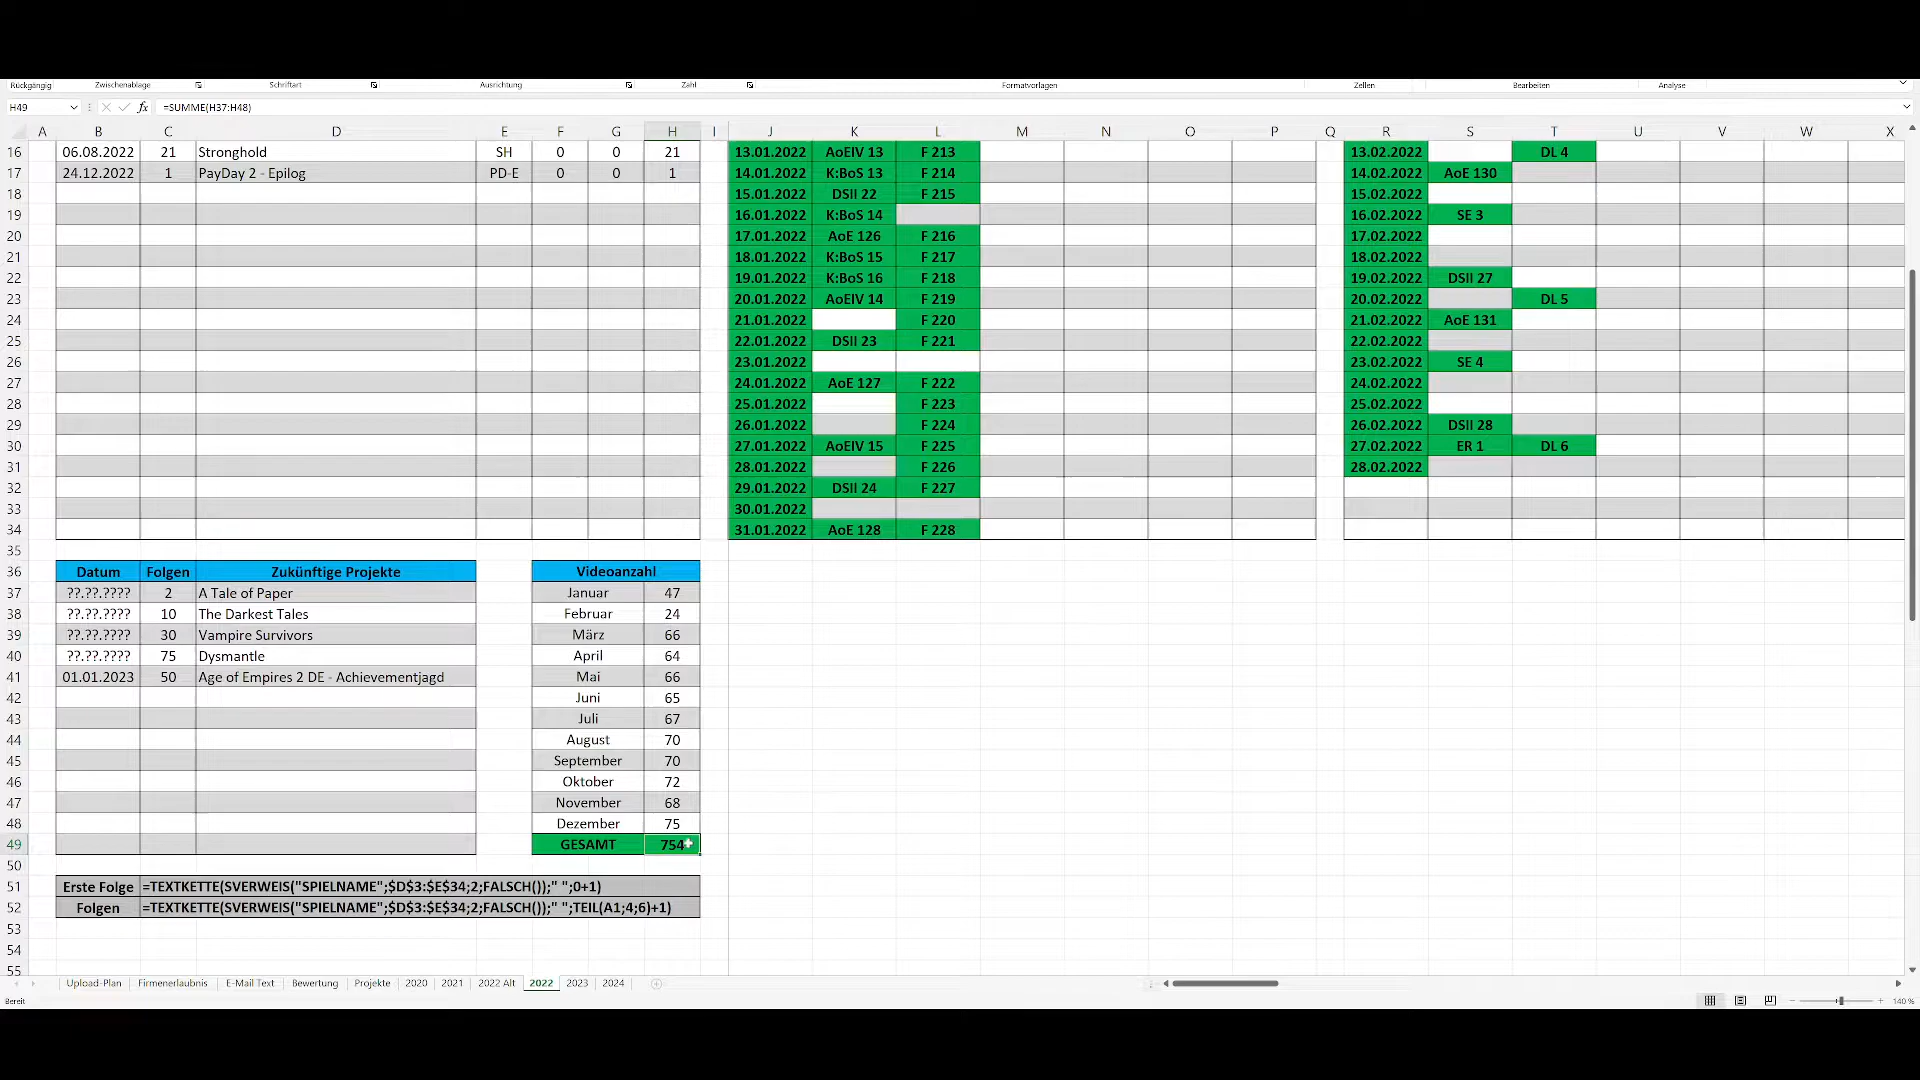 Rückgängig Zwischenablage Schriftart Ausrichtung Zahl Formatvorlagen Zellen Bearbeiten Analyse
H49 fx =SUMME(H37:H48)
A B C D E F G H I J K L M N O P Q R S T U V W X
16 06.08.2022 21 Stronghold SH 0 0 21 13.01.2022 AoEIV 13 F 213 13.02.2022 DL 4
17 24.12.2022 1 PayDay 2 - Epilog PD-E 0 0 1 14.01.2022 K:BoS 13 F 214 14.02.2022 AoE 130
18 15.01.2022 DSII 22 F 215 15.02.2022
19 16.01.2022 K:BoS 14 16.02.2022 SE 3
20 17.01.2022 AoE 126 F 216 17.02.2022
21 18.01.2022 K:BoS 15 F 217 18.02.2022
22 19.01.2022 K:BoS 16 F 218 19.02.2022 DSII 27
23 20.01.2022 AoEIV 14 F 219 20.02.2022 DL 5
24 21.01.2022 F 220 21.02.2022 AoE 131
25 22.01.2022 DSII 23 F 221 22.02.2022
26 23.01.2022 23.02.2022 SE 4
27 24.01.2022 AoE 127 F 222 24.02.2022
28 25.01.2022 F 223 25.02.2022
29 26.01.2022 F 224 26.02.2022 DSII 28
30 27.01.2022 AoEIV 15 F 225 27.02.2022 ER 1 DL 6
31 28.01.2022 F 226 28.02.2022
32 29.01.2022 DSII 24 F 227
33 30.01.2022
34 31.01.2022 AoE 128 F 228
35
36 Datum Folgen Zukünftige Projekte Videoanzahl
37 ??.??.???? 2 A Tale of Paper Januar 47
38 ??.??.???? 10 The Darkest Tales Februar 24
39 ??.??.???? 30 Vampire Survivors März 66
40 ??.??.???? 75 Dysmantle April 64
41 01.01.2023 50 Age of Empires 2 DE - Achievementjagd Mai 66
42 Juni 65
43 Juli 67
44 August 70
45 September 70
46 Oktober 72
47 November 68
48 Dezember 75
49 GESAMT 754
50
51 Erste Folge =TEXTKETTE(SVERWEIS("SPIELNAME";$D$3:$E$34;2;FALSCH());" ";0+1)
52 Folgen =TEXTKETTE(SVERWEIS("SPIELNAME";$D$3:$E$34;2;FALSCH());" ";TEIL(A1;4;6)+1)
53
54
55
Upload-Plan Firmenerlaubnis E-Mail Text Bewertung Projekte 2020 2021 2022 Alt 2022 2023 2024
Bereit 140 %